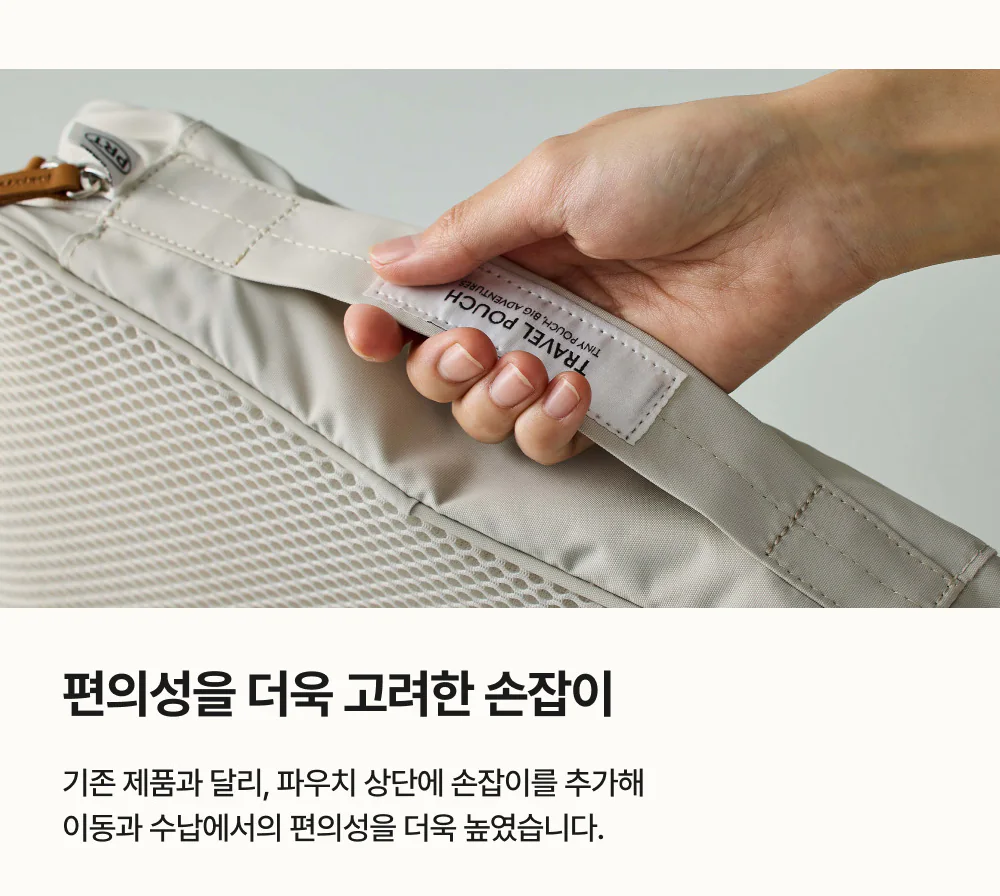 PRT
TRAVEL POUCH
TINY POUCH, BIG ADVENTURES
편의성을 더욱 고려한 손잡이
기존 제품과 달리, 파우치 상단에 손잡이를 추가해
이동과 수납에서의 편의성을 더욱 높였습니다.